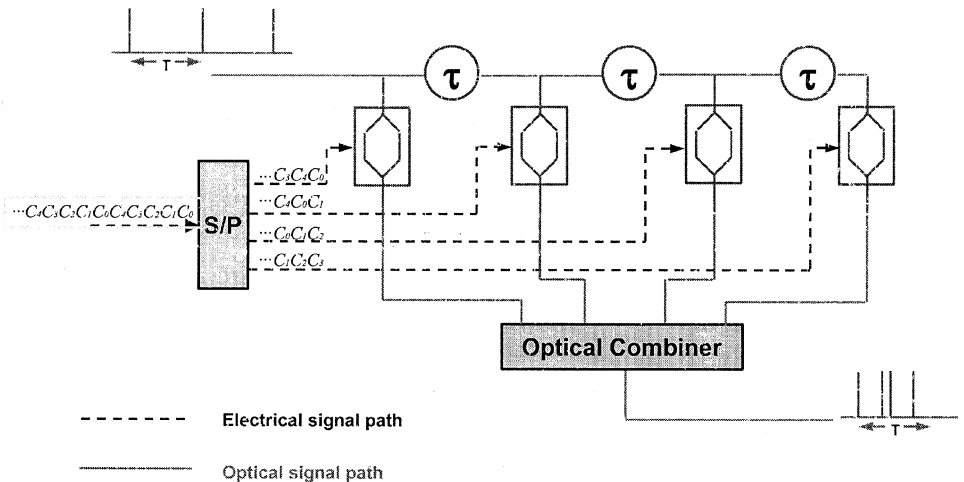 T
τ
τ
τ
···C₃C₄C₀
···C₄C₃C₂C₁C₀C₄C₃C₂C₁C₀
S/P
···C₄C₀C₁
···C₀C₁C₂
···C₁C₂C₃
Optical Combiner
T
Electrical signal path
Optical signal path